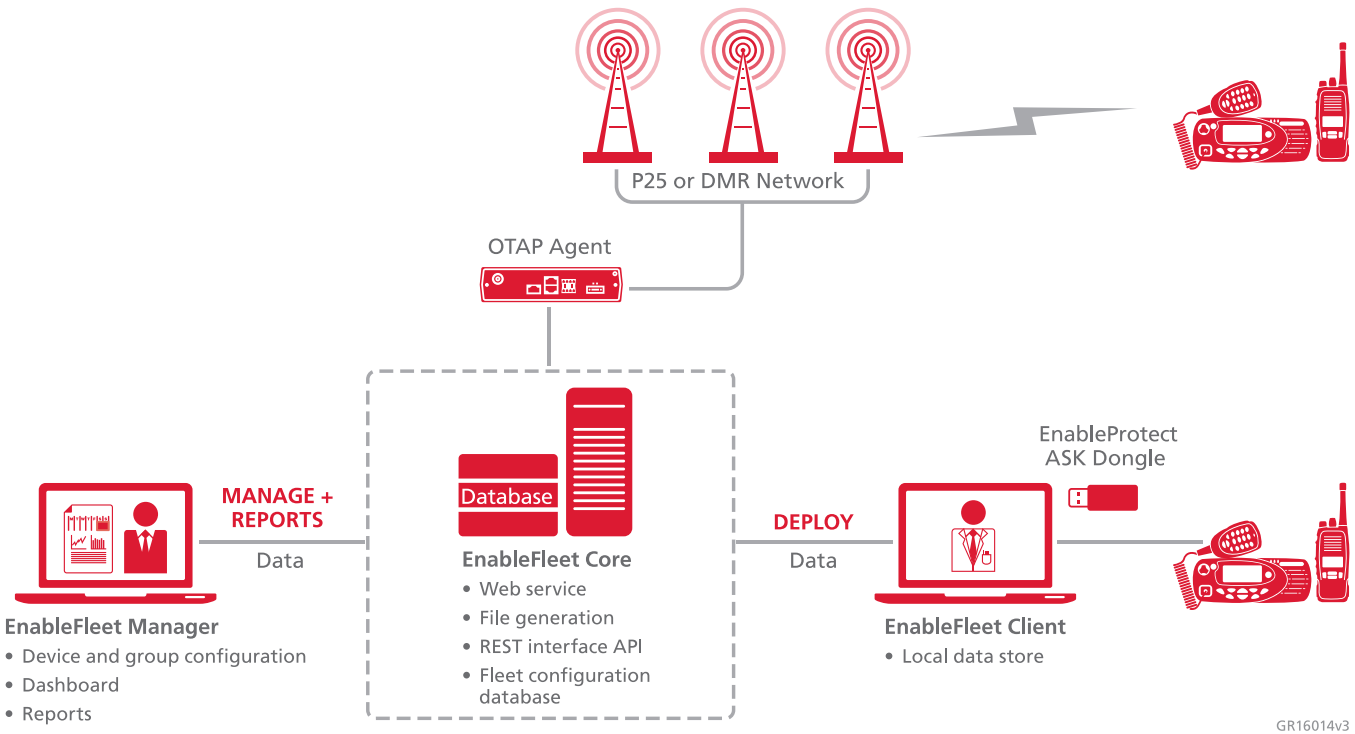 P25 or DMR Network
OTAP Agent
EnableProtect
ASK Dongle
MANAGE +
REPORTS
Data
Database
DEPLOY
Data
EnableFleet Core
• Web service
• File generation
• REST interface API
• Fleet configuration
database
EnableFleet Manager
• Device and group configuration
• Dashboard
• Reports
EnableFleet Client
• Local data store
GR16014v3